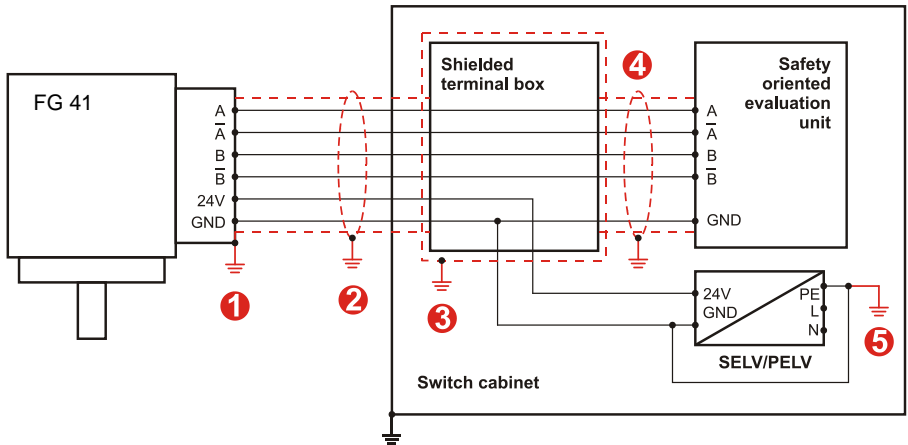 FG 41
A
A̅
B
B̅
24V
GND
1
2
Shielded
terminal box
3
4
Safety
oriented
evaluation
unit
A
A̅
B
B̅
GND
24V
GND
PE
L
N
SELV/PELV
5
Switch cabinet